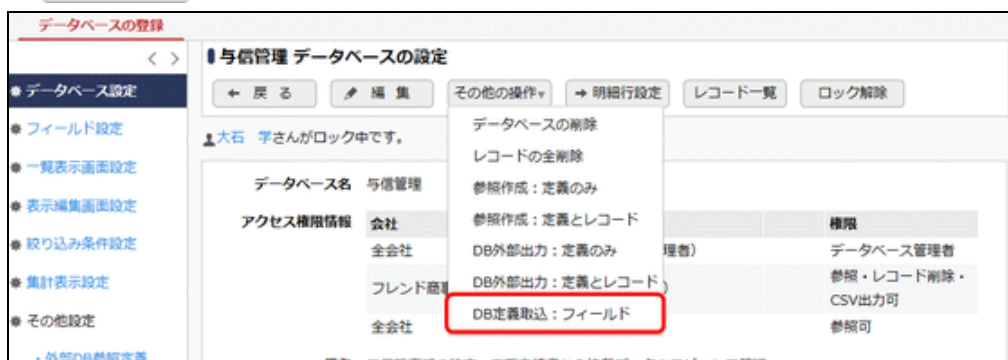 データベースの登録
< >
与信管理 データベースの設定
データベース設定
← 戻 る
編 集
その他の操作▾
→ 明細行設定
レコード一覧
ロック解除
フィールド設定
大石 学さんがロック中です。
データベースの削除
レコードの全削除
一覧表示画面設定
データベース名 与信管理
参照作成：定義のみ
表示編集画面設定
アクセス権限情報 会社
参照作成：定義とレコード
権限
絞り込み条件設定
全会社
DB外部出力：定義のみ
理者）
データベース管理者
集計表示設定
フレンド商
DB外部出力：定義とレコード
）
参照・レコード削除・
CSV出力可
その他設定
全会社
DB定義取込：フィールド
参照可
・外部DB参照定義